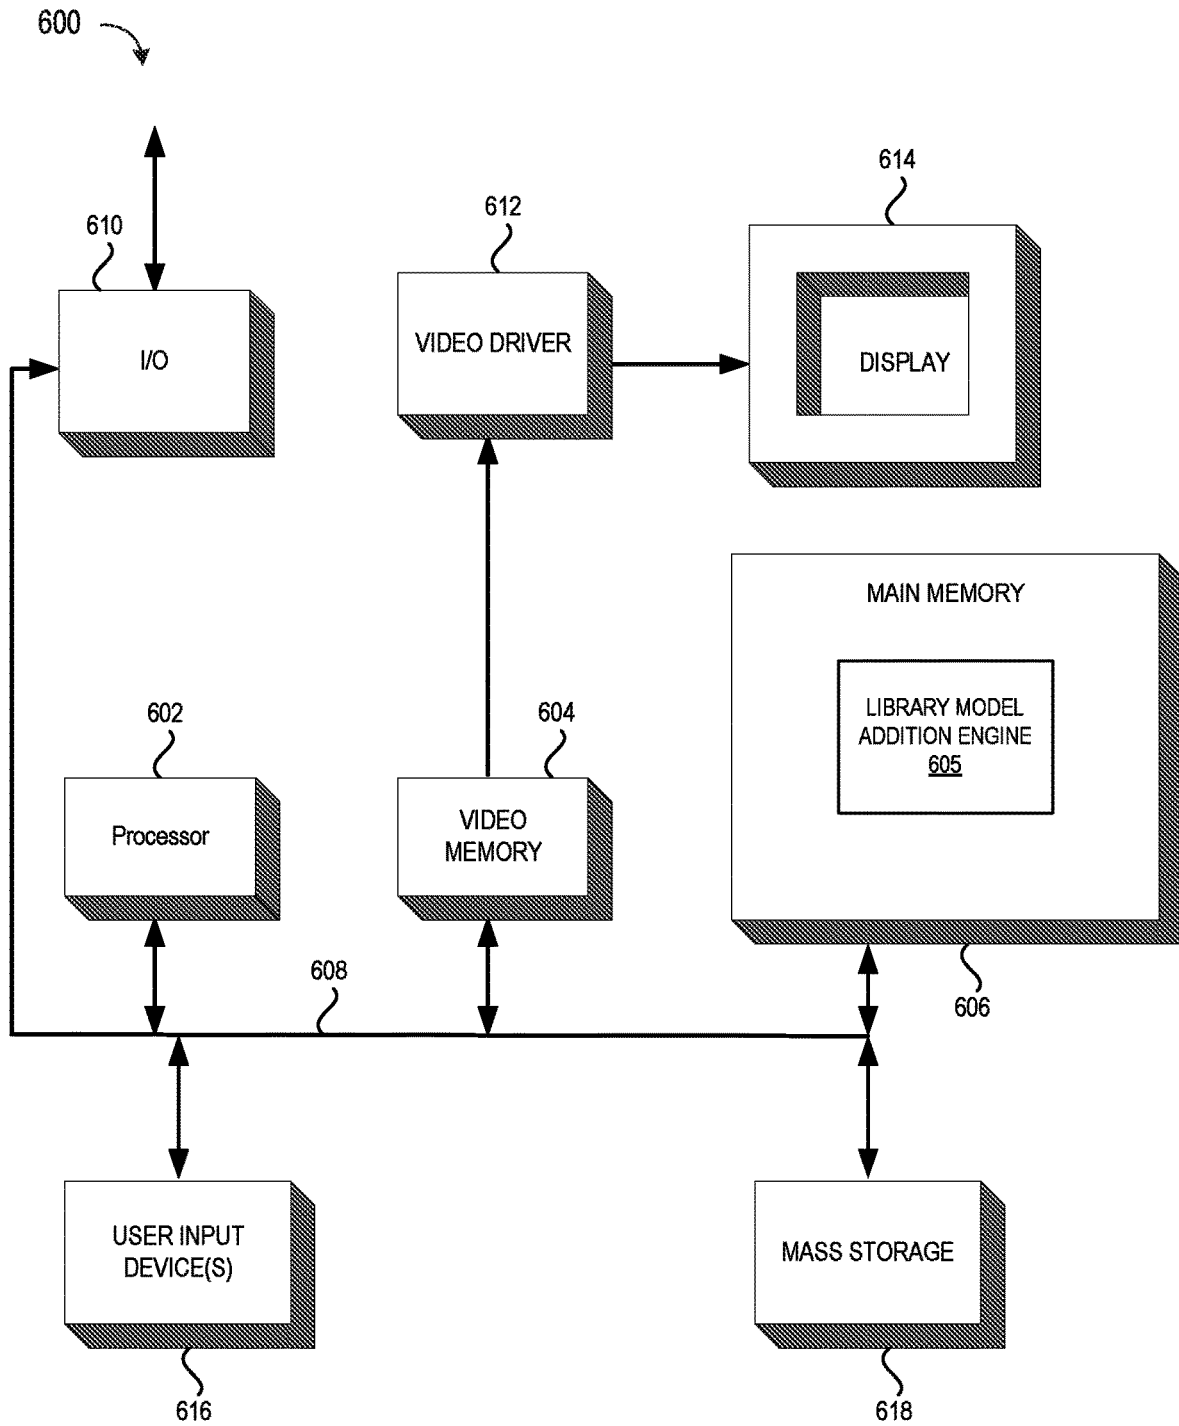 600
614
612
610
VIDEO DRIVER
I/O
DISPLAY
MAIN MEMORY
LIBRARY MODEL
ADDITION ENGINE
605
602
604
Processor
VIDEO
MEMORY
608
606
USER INPUT
DEVICE(S)
MASS STORAGE
616
618